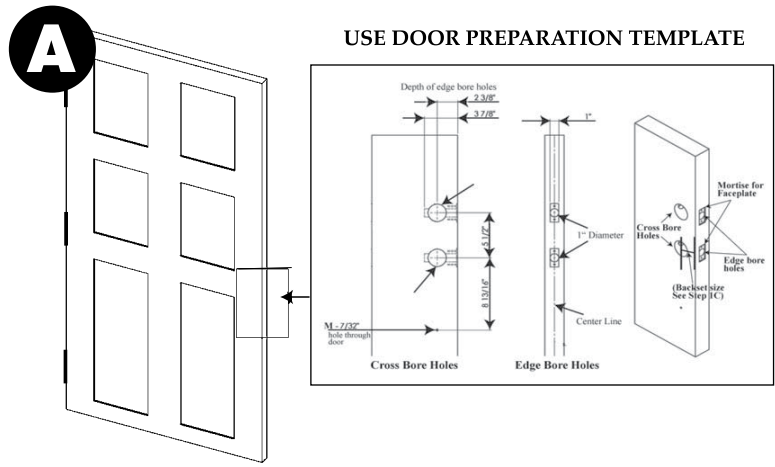 A
USE DOOR PREPARATION TEMPLATE
Depth of edge bore holes
2 3/8"
3 7/8"
1"
5 1/2"
8 13/16"
1" Diameter
M - 7/32"
hole through
door
Center Line
Cross Bore Holes
Edge Bore Holes
Mortise for
Faceplate
Cross Bore
Holes
Edge bore
holes
(Backset size
See Step 1C)